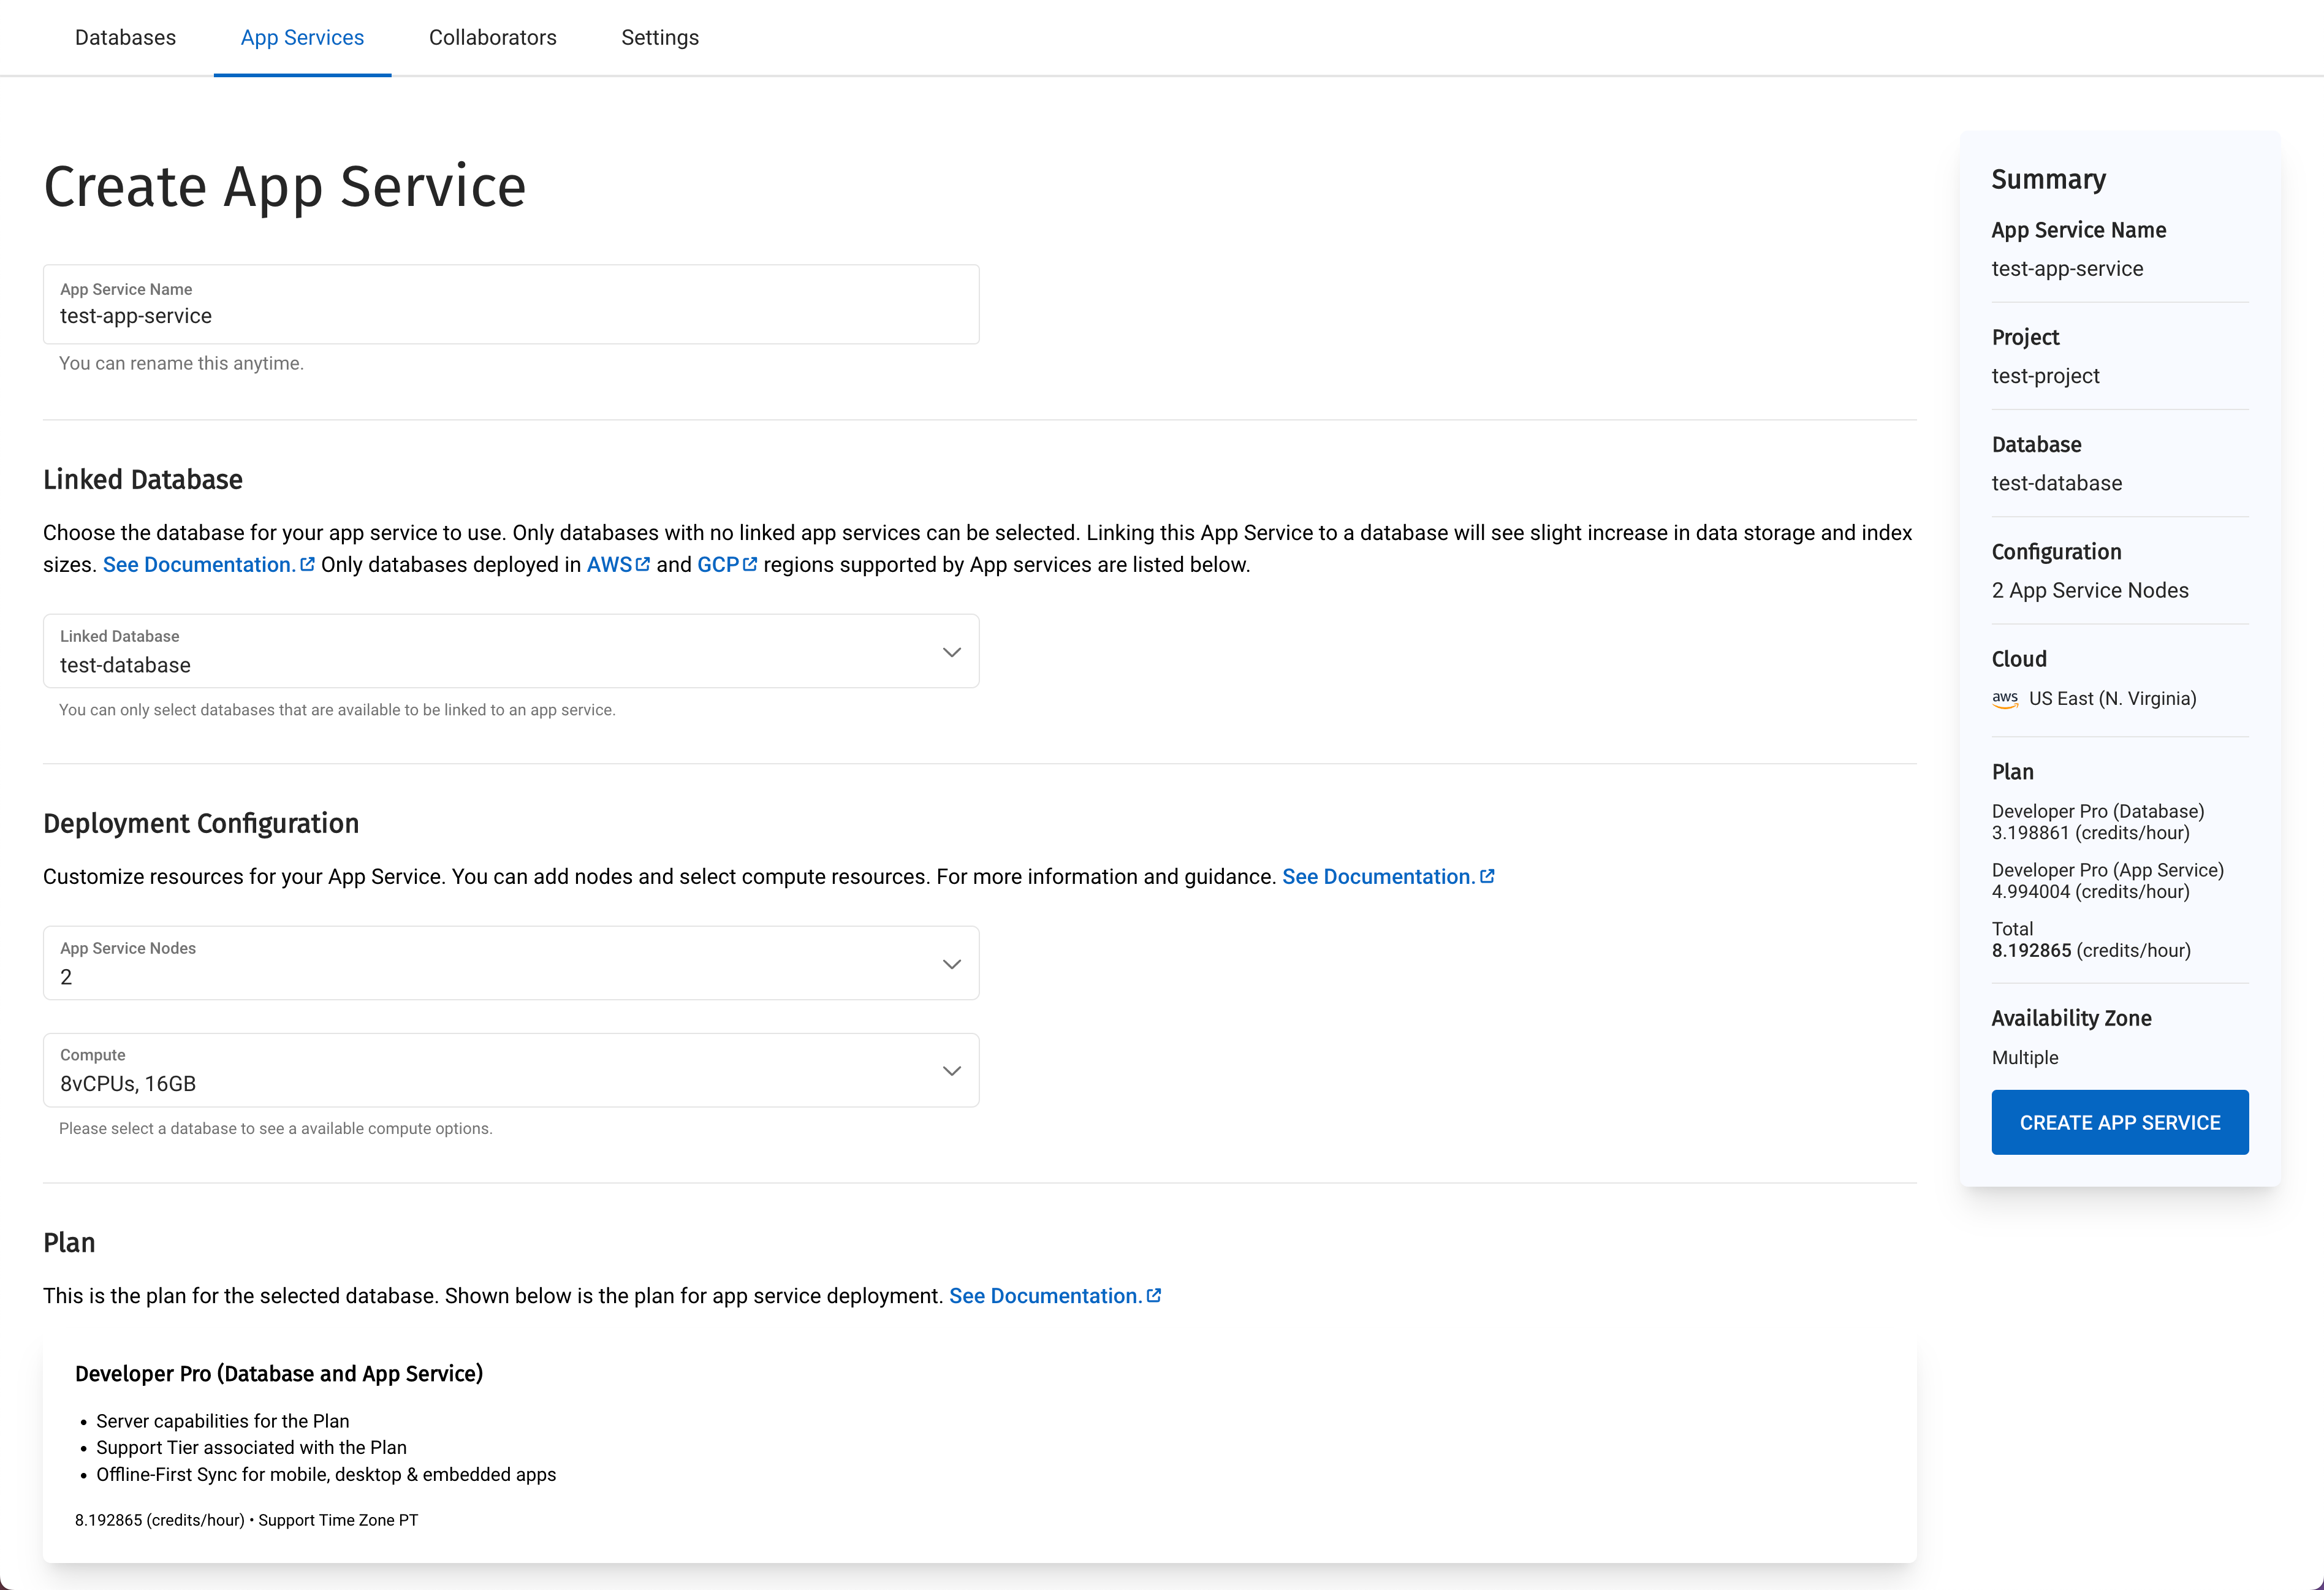 Databases
App Services
Collaborators
Settings
Create App Service
App Service Name
test-app-service
You can rename this anytime.
Linked Database
Choose the database for your app service to use. Only databases with no linked app services can be selected. Linking this App Service to a database will see slight increase in data storage and index
sizes. See Documentation. Only databases deployed in AWS and GCP regions supported by App services are listed below.
Linked Database
test-database
You can only select databases that are available to be linked to an app service.
Deployment Configuration
Customize resources for your App Service. You can add nodes and select compute resources. For more information and guidance. See Documentation.
App Service Nodes
2
Compute
8vCPUs, 16GB
Please select a database to see a available compute options.
Plan
This is the plan for the selected database. Shown below is the plan for app service deployment. See Documentation.
Developer Pro (Database and App Service)
• Server capabilities for the Plan
• Support Tier associated with the Plan
• Offline-First Sync for mobile, desktop & embedded apps
8.192865 (credits/hour) • Support Time Zone PT
Summary
App Service Name
test-app-service
Project
test-project
Database
test-database
Configuration
2 App Service Nodes
Cloud
aws US East (N. Virginia)
Plan
Developer Pro (Database)
3.198861 (credits/hour)
Developer Pro (App Service)
4.994004 (credits/hour)
Total
8.192865 (credits/hour)
Availability Zone
Multiple
CREATE APP SERVICE